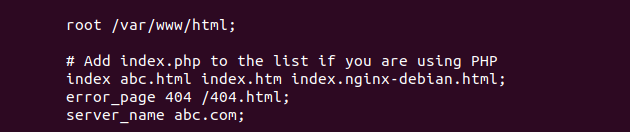 root /var/www/html;
# Add index.php to the list if you are using PHP
index abc.html index.htm index.nginx-debian.html;
error_page 404 /404.html;
server_name abc.com;